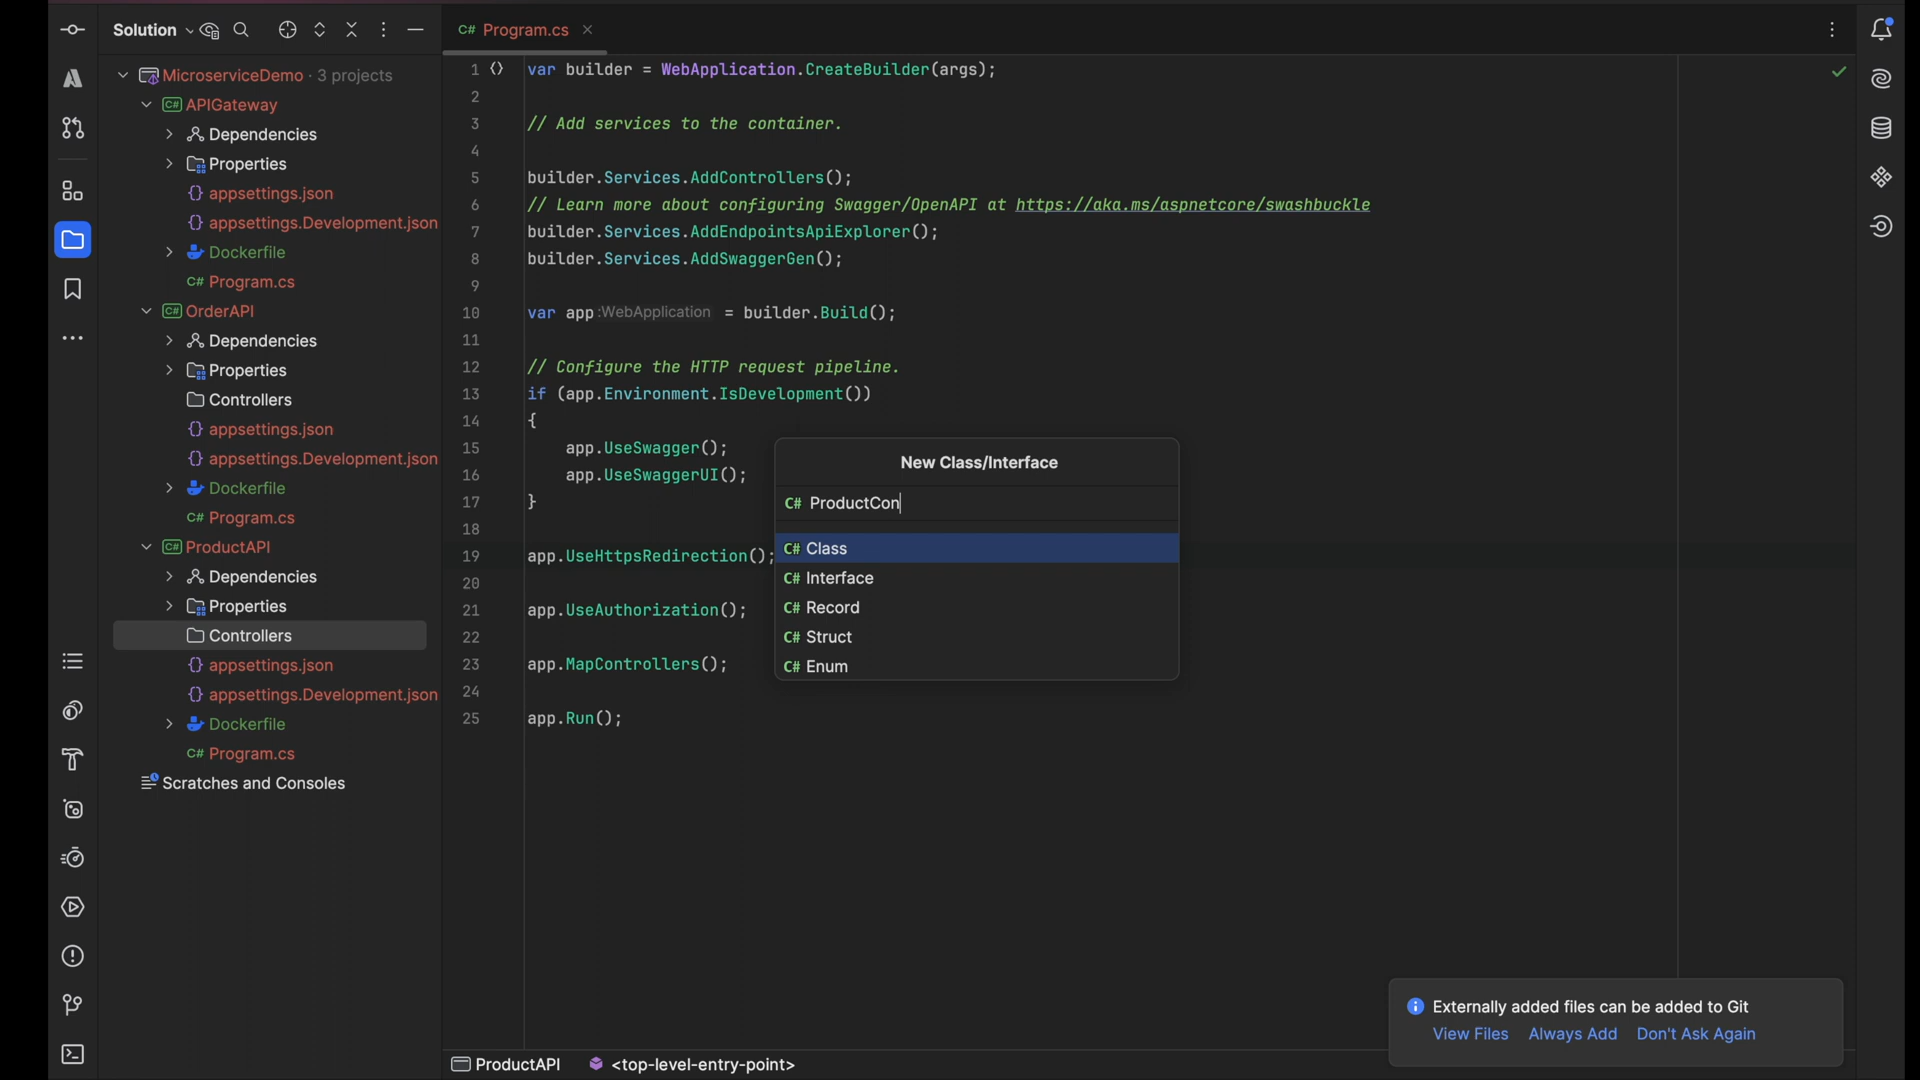 Solution
MicroserviceDemo · 3 projects
C# APIGateway
Dependencies
Properties
{} appsettings.json
{} appsettings.Development.json
Dockerfile
C# Program.cs
C# OrderAPI
Dependencies
Properties
Controllers
{} appsettings.json
{} appsettings.Development.json
Dockerfile
C# Program.cs
C# ProductAPI
Dependencies
Properties
Controllers
{} appsettings.json
{} appsettings.Development.json
Dockerfile
C# Program.cs
Scratches and Consoles
C# Program.cs
1 var builder = WebApplication.CreateBuilder(args);
2
3 // Add services to the container.
4
5 builder.Services.AddControllers();
6 // Learn more about configuring Swagger/OpenAPI at https://aka.ms/aspnetcore/swashbuckle
7 builder.Services.AddEndpointsApiExplorer();
8 builder.Services.AddSwaggerGen();
9
10 var app :WebApplication = builder.Build();
11
12 // Configure the HTTP request pipeline.
13 if (app.Environment.IsDevelopment())
14 {
15 app.UseSwagger();
16 app.UseSwaggerUI();
17 }
18
19 app.UseHttpsRedirection();
20
21 app.UseAuthorization();
22
23 app.MapControllers();
24
25 app.Run();
New Class/Interface
C# ProductCon
C# Class
C# Interface
C# Record
C# Struct
C# Enum
Externally added files can be added to Git
View Files Always Add Don't Ask Again
ProductAPI <top-level-entry-point>